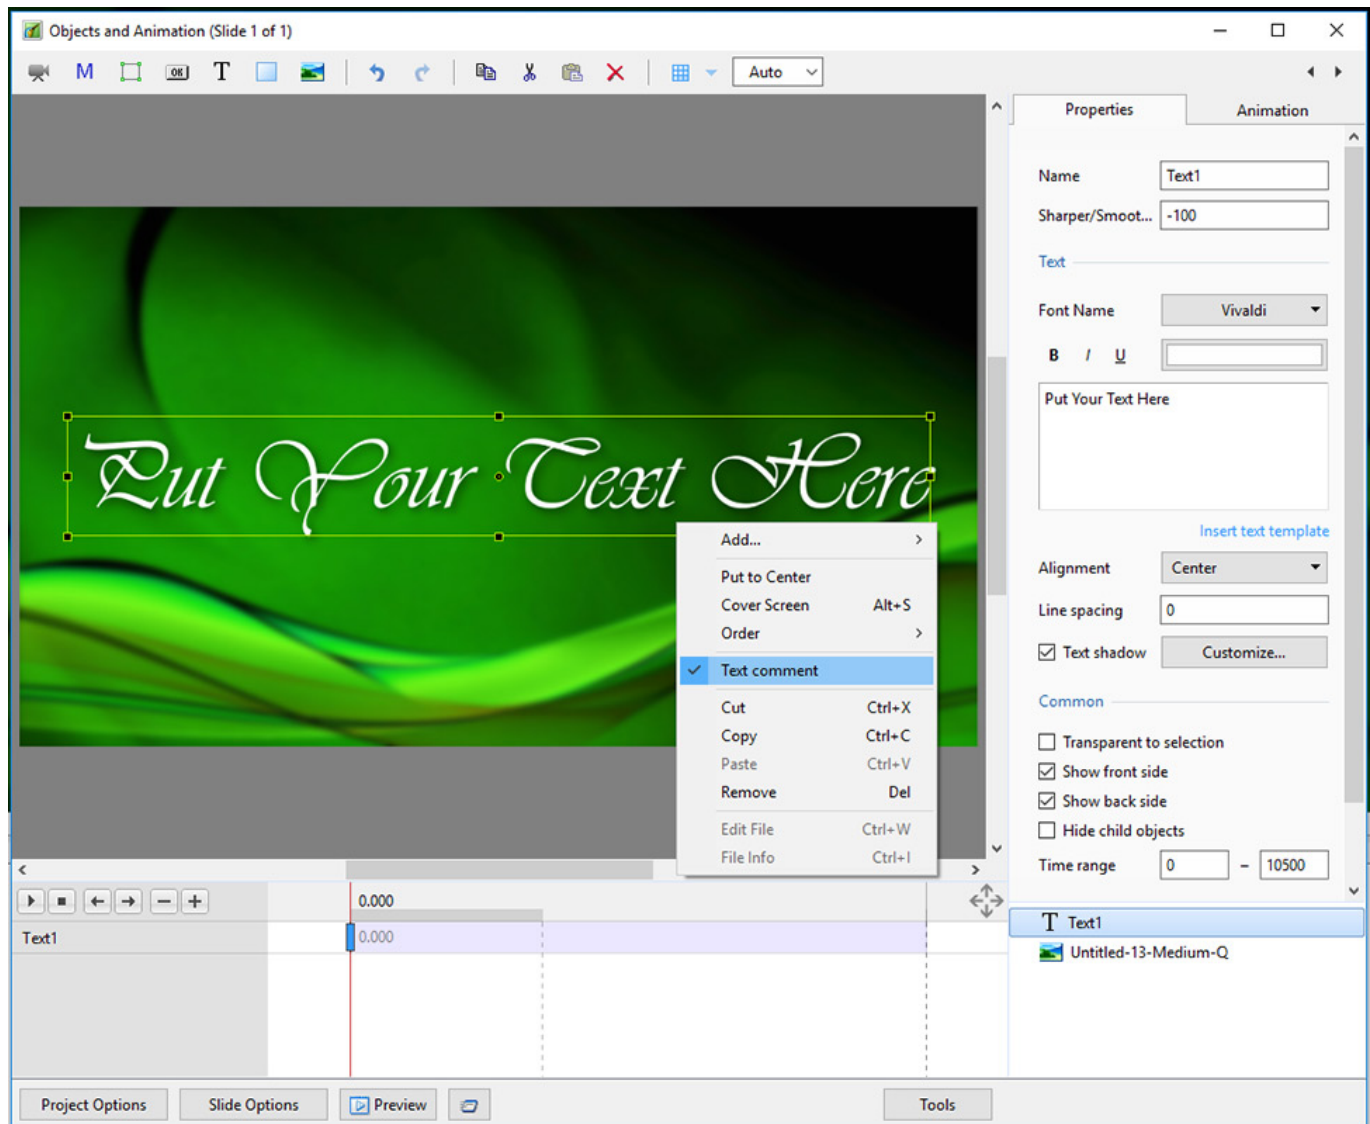 Objects and Animation (Slide 1 of 1)
M OK T Auto
Properties Animation
Name Text1
Sharper/Smoot... -100
Text
Font Name Vivaldi
B I U
Put Your Text Here
Insert text template
Alignment Center
Line spacing 0
Text shadow Customize...
Common
Transparent to selection
Show front side
Show back side
Hide child objects
Time range 0 – 10500
Put Your Text Here
Add...
Put to Center
Cover Screen Alt+S
Order
Text comment
Cut Ctrl+X
Copy Ctrl+C
Paste Ctrl+V
Remove Del
Edit File Ctrl+W
File Info Ctrl+I
0.000
Text1 0.000
T Text1
Untitled-13-Medium-Q
Project Options Slide Options Preview Tools